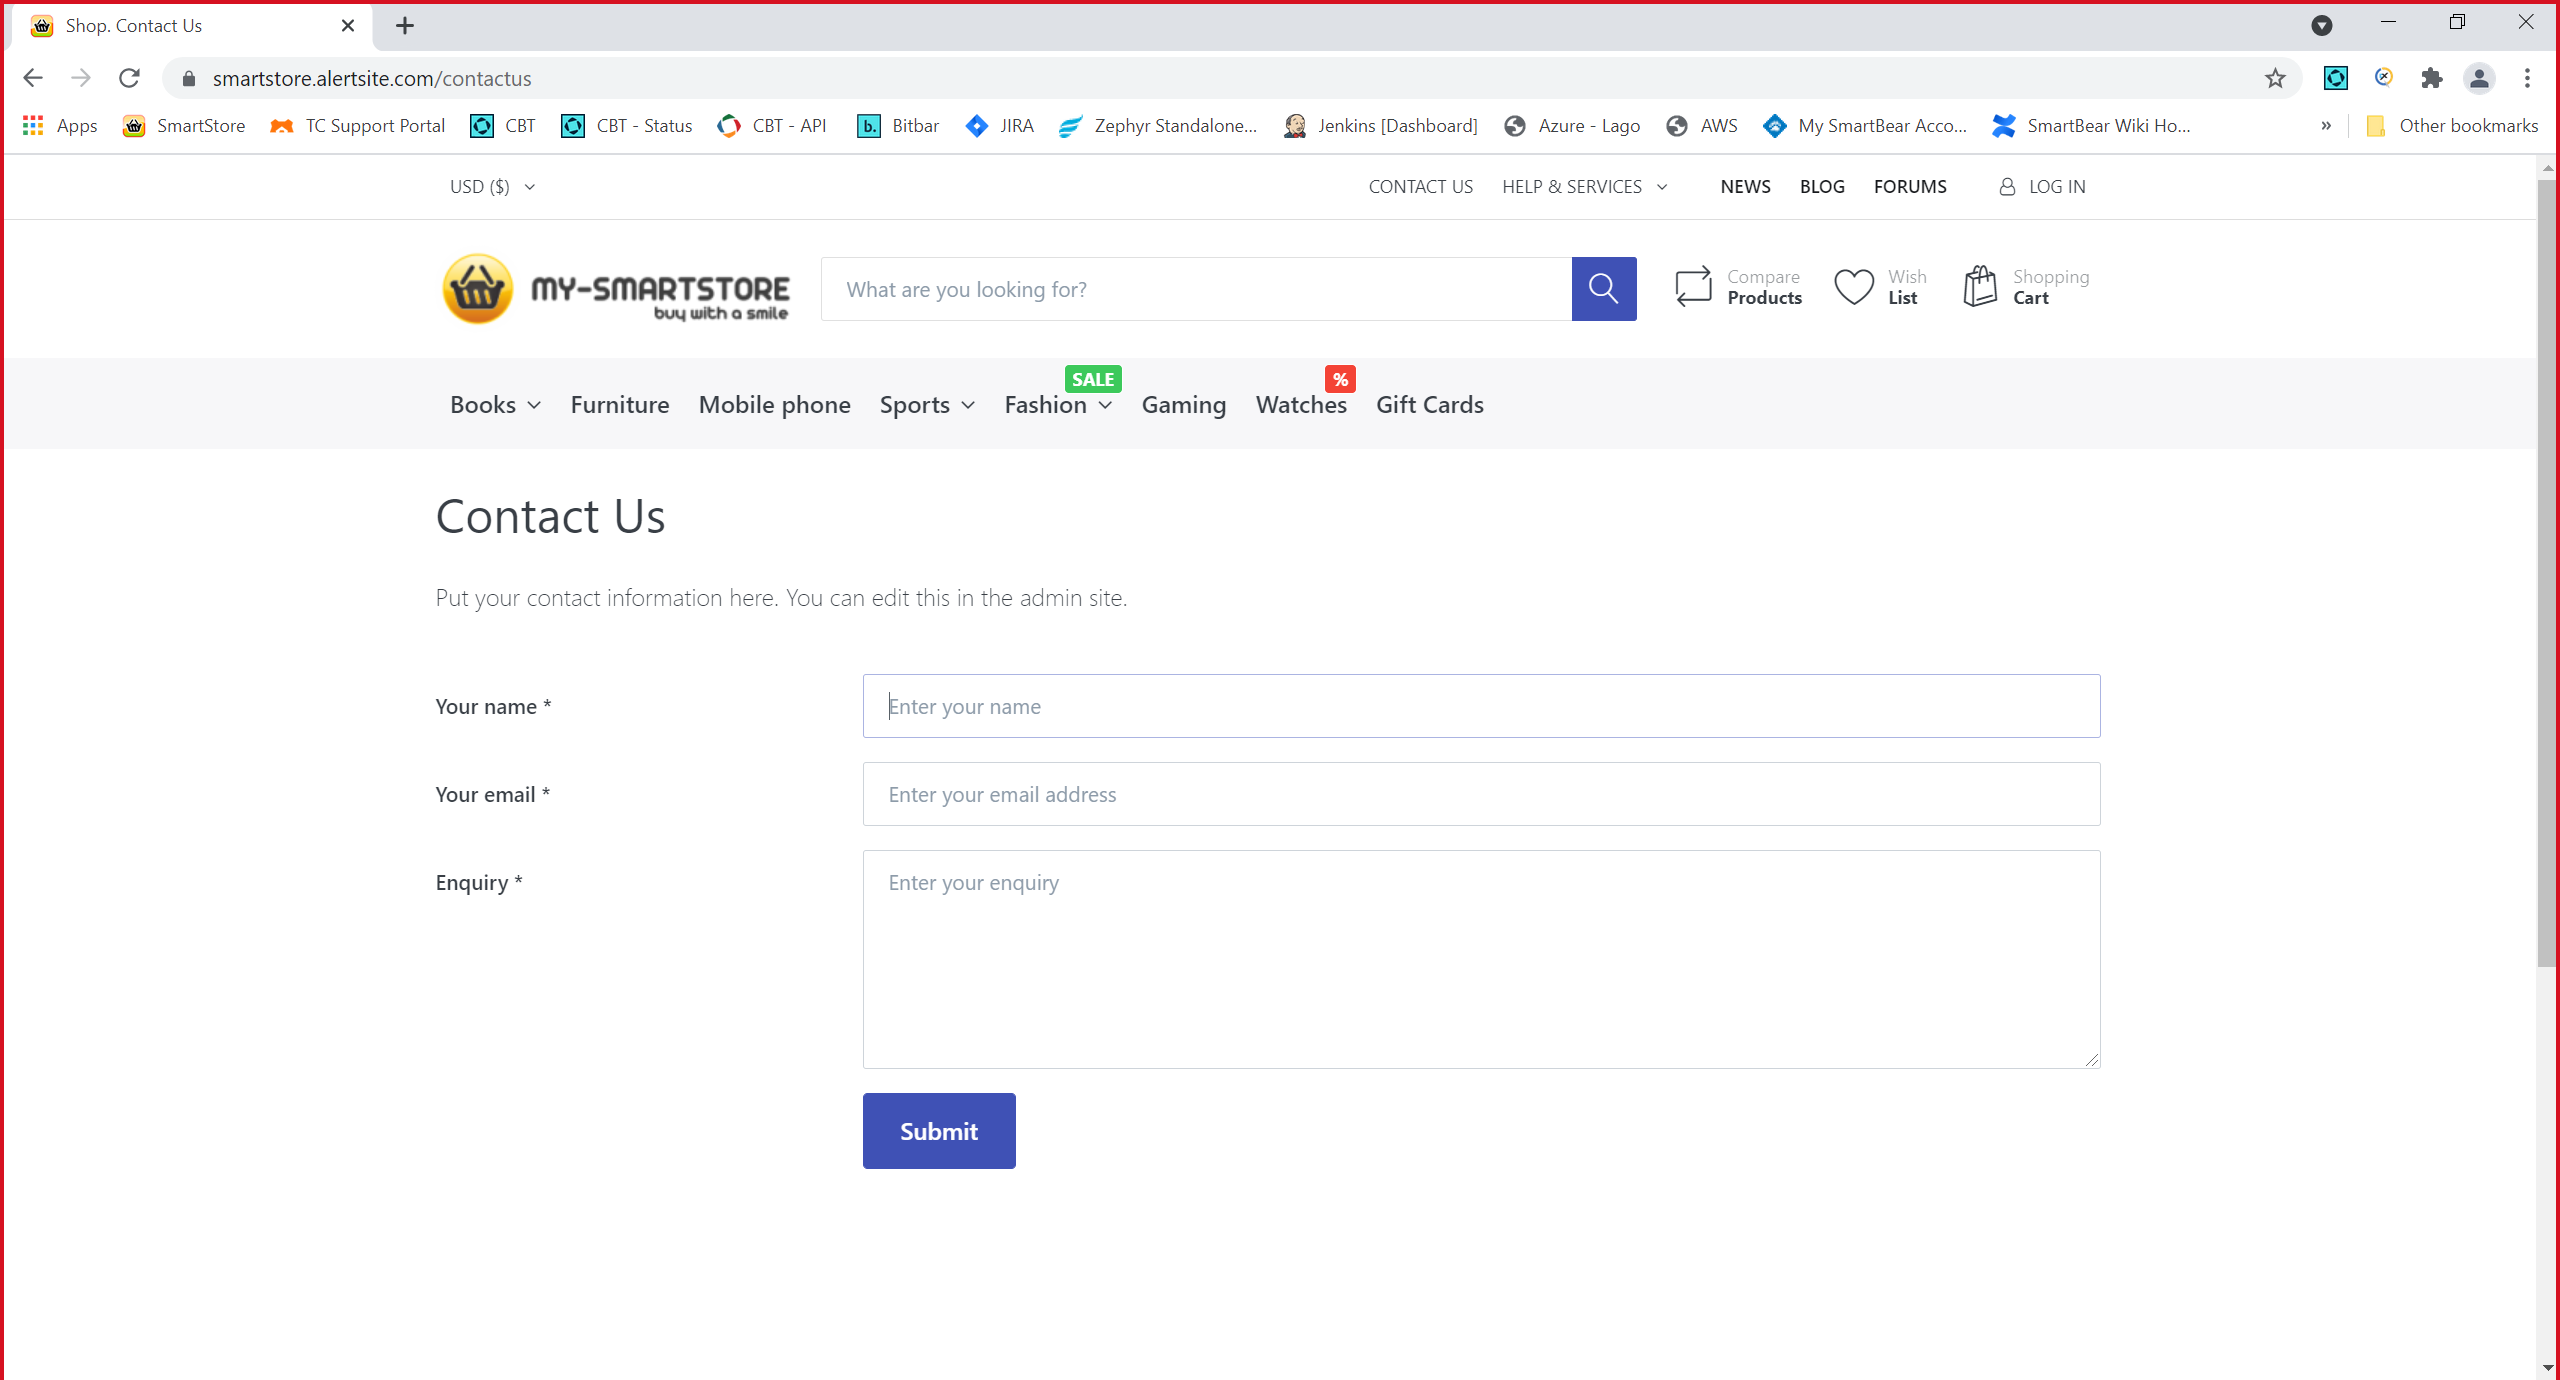 Shop. Contact Us
smartstore.alertsite.com/contactus
Apps SmartStore TC Support Portal CBT CBT - Status CBT - API b. Bitbar JIRA Zephyr Standalone... Jenkins [Dashboard] Azure - Lago AWS My SmartBear Acco... SmartBear Wiki Ho... » Other bookmarks
USD ($) CONTACT US HELP & SERVICES NEWS BLOG FORUMS LOG IN
MY-SMARTSTORE
buy with a smile
What are you looking for?
Compare
Products
Wish
List
Shopping
Cart
SALE %
Books Furniture Mobile phone Sports Fashion Gaming Watches Gift Cards
Contact Us
Put your contact information here. You can edit this in the admin site.
Your name * Enter your name
Your email * Enter your email address
Enquiry * Enter your enquiry
Submit